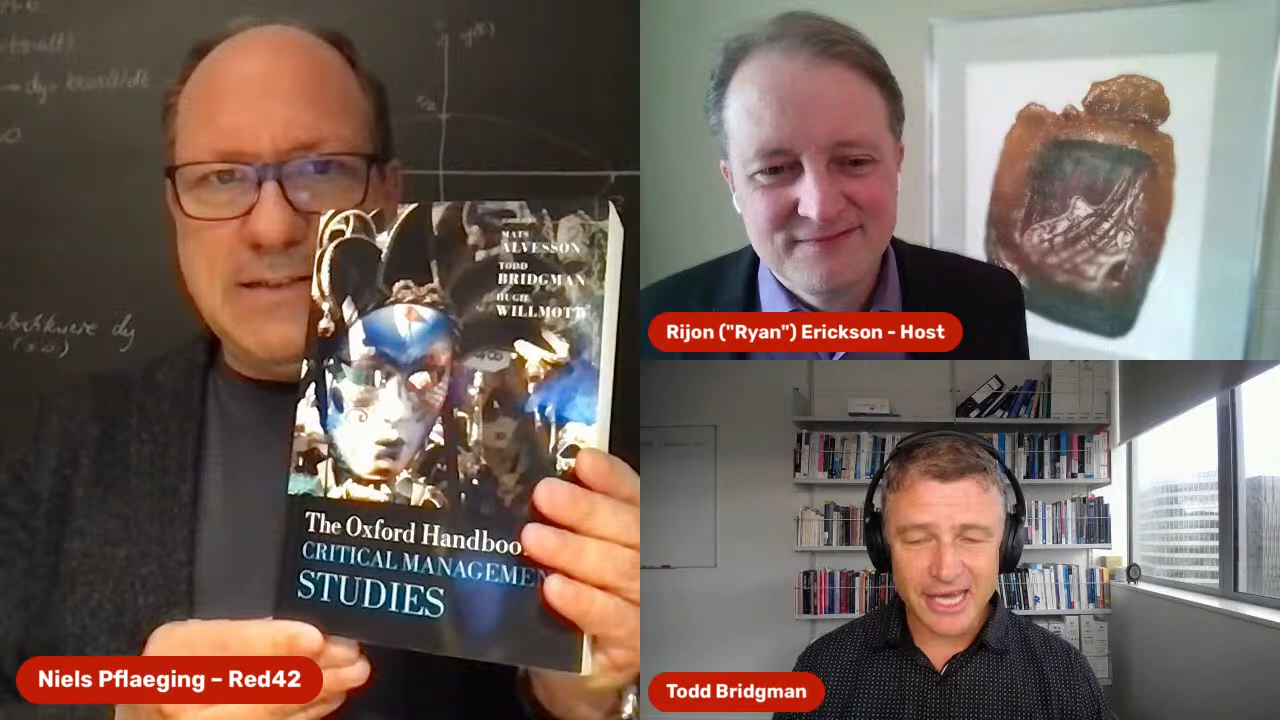 MATS
ALVESSON
TODD
BRIDGMAN
HUGH
WILLMOTT
The Oxford Handboo
CRITICAL MANAGEMEN
STUDIES
Niels Pflaeging – Red42
Rijon ("Ryan") Erickson - Host
Todd Bridgman